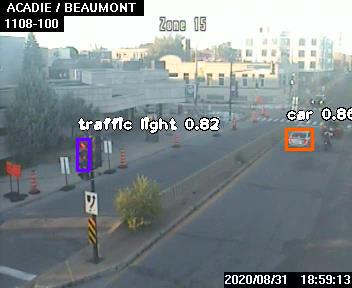 ACADIE / BEAUMONT
1108-100
Zone 15
traffic light 0.82
car 0.86
2020/08/31 18:59:13